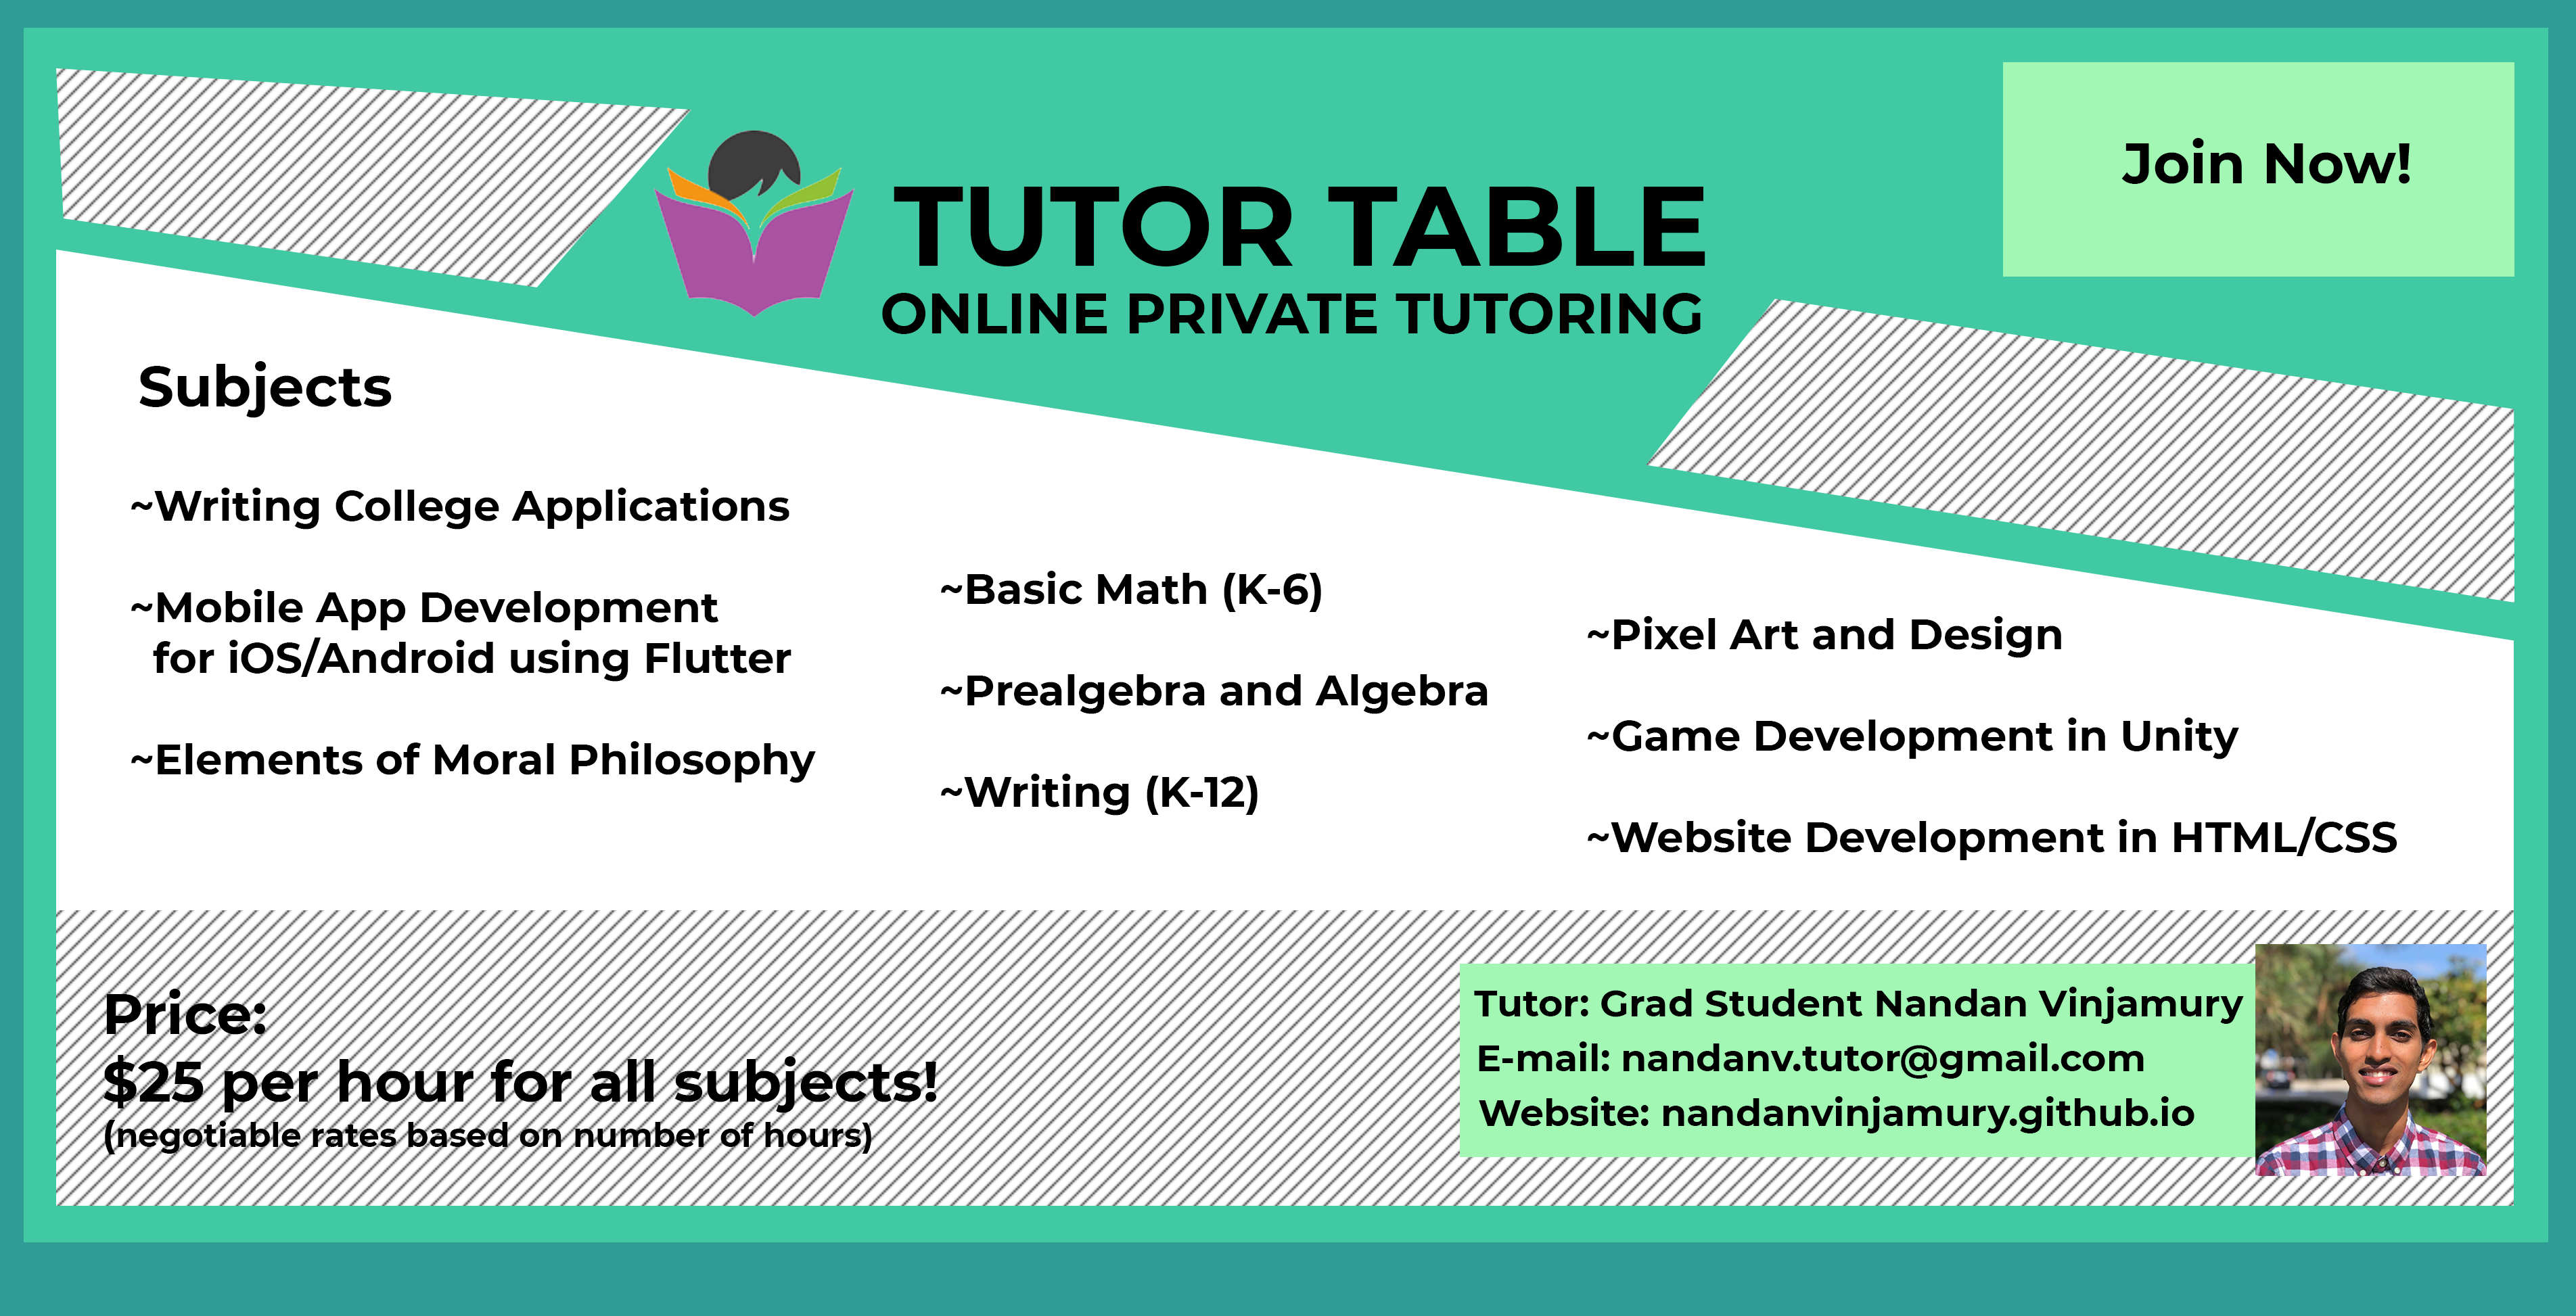 TUTOR TABLE
ONLINE PRIVATE TUTORING
Join Now!
Subjects
~Writing College Applications
~Mobile App Development
for iOS/Android using Flutter
~Elements of Moral Philosophy
~Basic Math (K-6)
~Prealgebra and Algebra
~Writing (K-12)
~Pixel Art and Design
~Game Development in Unity
~Website Development in HTML/CSS
Price:
$25 per hour for all subjects!
(negotiable rates based on number of hours)
Tutor: Grad Student Nandan Vinjamury
E-mail: nandanv.tutor@gmail.com
Website: nandanvinjamury.github.io